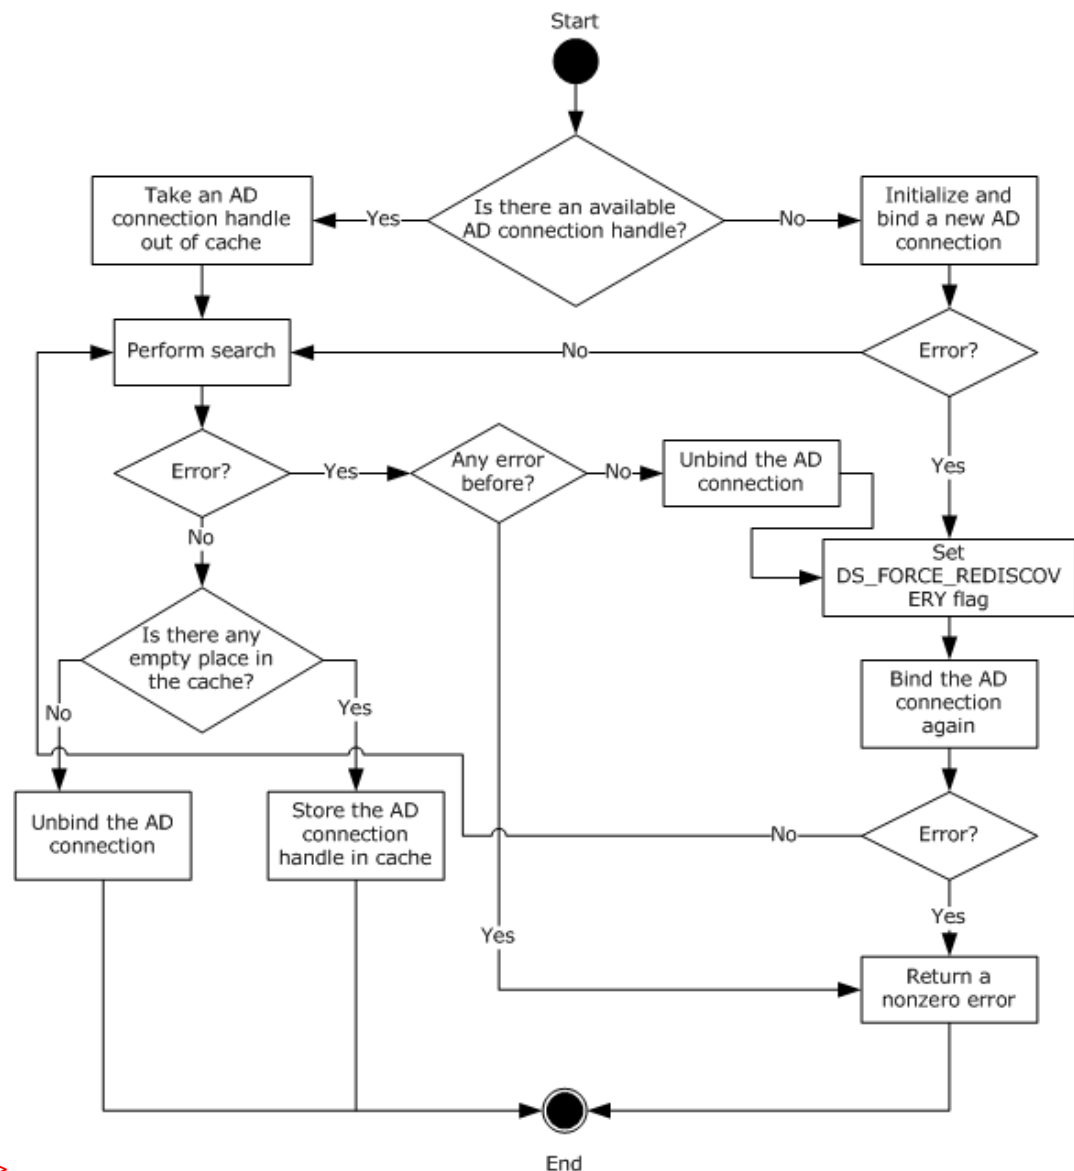 Start
Take an AD
connection handle
out of cache
Yes
Is there an available
AD connection handle?
No
Initialize and
bind a new AD
connection
Perform search
No
Error?
Error?
Yes
Any error
before?
No
Unbind the AD
connection
Yes
No
Set
DS_FORCE_REDISCOV
ERY flag
Is there any
empty place in
the cache?
Bind the AD
connection
again
No
Yes
Unbind the AD
connection
Store the AD
connection
handle in cache
No
Error?
Yes
Yes
Return a
nonzero error
End
>